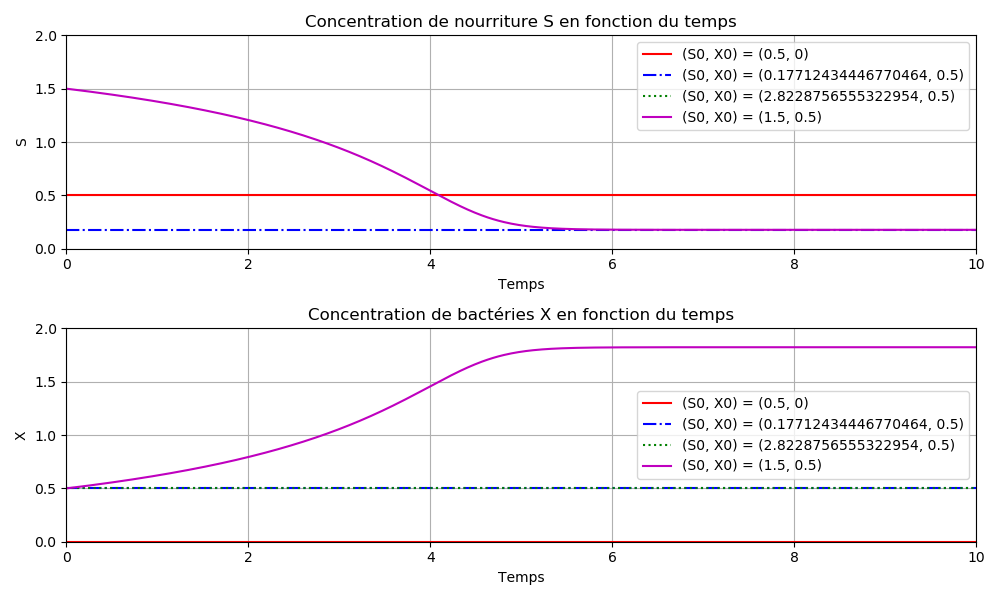 Concentration de nourriture S en fonction du temps
2.0
1.5
1.0
0.5
0.0
S
(S0, X0) = (0.5, 0)
(S0, X0) = (0.17712434446770464, 0.5)
(S0, X0) = (2.8228756555322954, 0.5)
(S0, X0) = (1.5, 0.5)
0 2 4 6 8 10
Temps
Concentration de bactéries X en fonction du temps
2.0
1.5
1.0
0.5
0.0
X
(S0, X0) = (0.5, 0)
(S0, X0) = (0.17712434446770464, 0.5)
(S0, X0) = (2.8228756555322954, 0.5)
(S0, X0) = (1.5, 0.5)
0 2 4 6 8 10
Temps